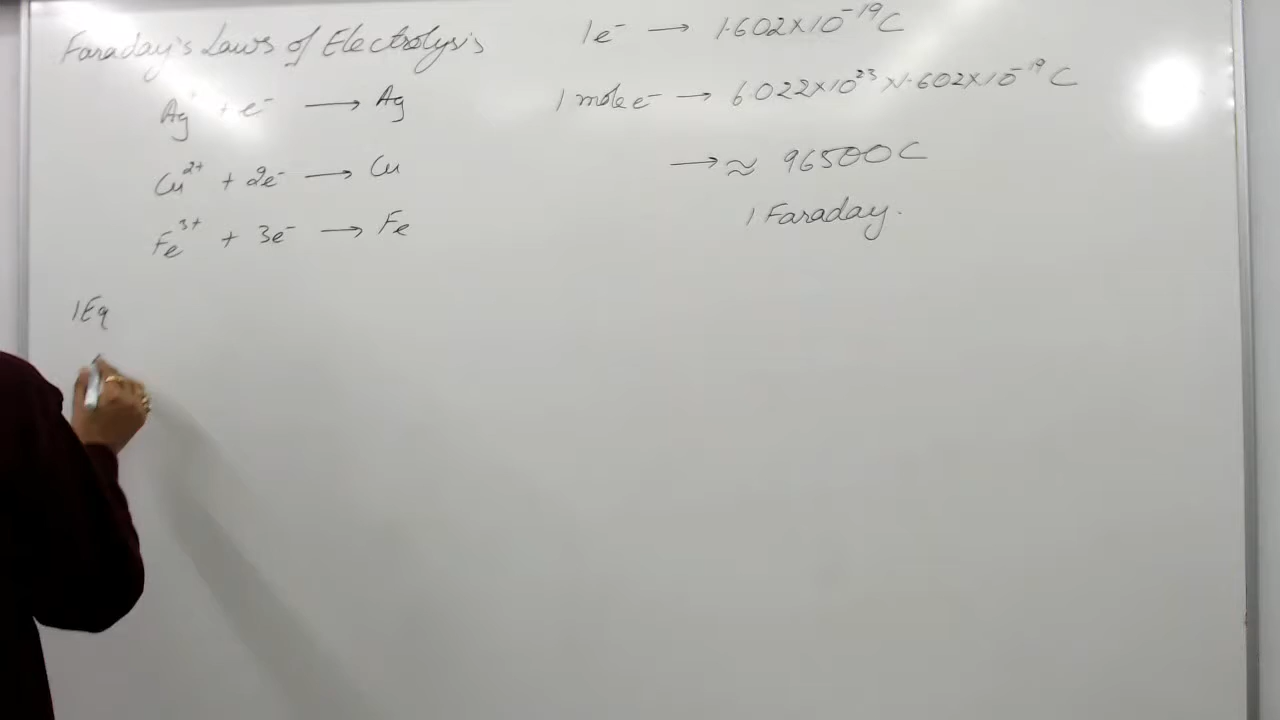 Faraday's Laws of Electrolysis
Ag⁺ + e⁻ ⟶ Ag
Cu²⁺ + 2e⁻ ⟶ Cu
Fe³⁺ + 3e⁻ ⟶ Fe
1Eq
1e⁻ ⟶ 1.602×10⁻¹⁹C
1 mole e⁻ ⟶ 6.022×10²³ × 1.602×10⁻¹⁹ C
⟶ ≈ 96500C
1 Faraday.